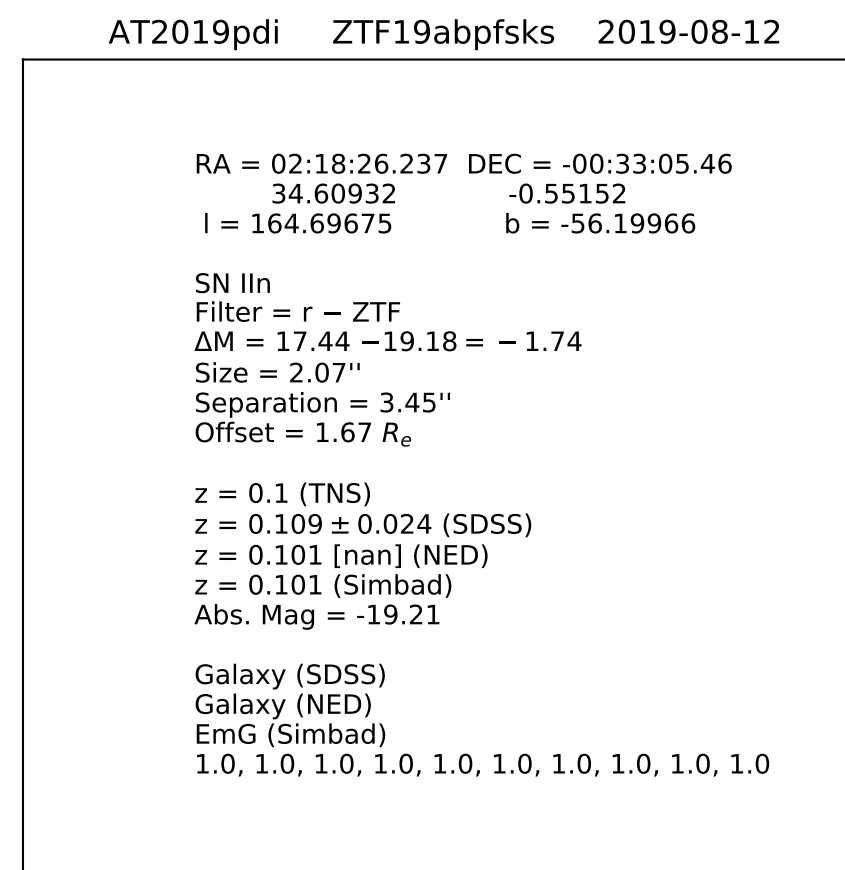 AT2019pdi ZTF19abpfsks 2019-08-12
RA = 02:18:26.237 DEC = -00:33:05.46
34.60932 -0.55152
l = 164.69675 b = -56.19966
SN IIn
Filter = r − ZTF
ΔM = 17.44 −19.18 = − 1.74
Size = 2.07''
Separation = 3.45''
Offset = 1.67 Re
z = 0.1 (TNS)
z = 0.109 ± 0.024 (SDSS)
z = 0.101 [nan] (NED)
z = 0.101 (Simbad)
Abs. Mag = -19.21
Galaxy (SDSS)
Galaxy (NED)
EmG (Simbad)
1.0, 1.0, 1.0, 1.0, 1.0, 1.0, 1.0, 1.0, 1.0, 1.0